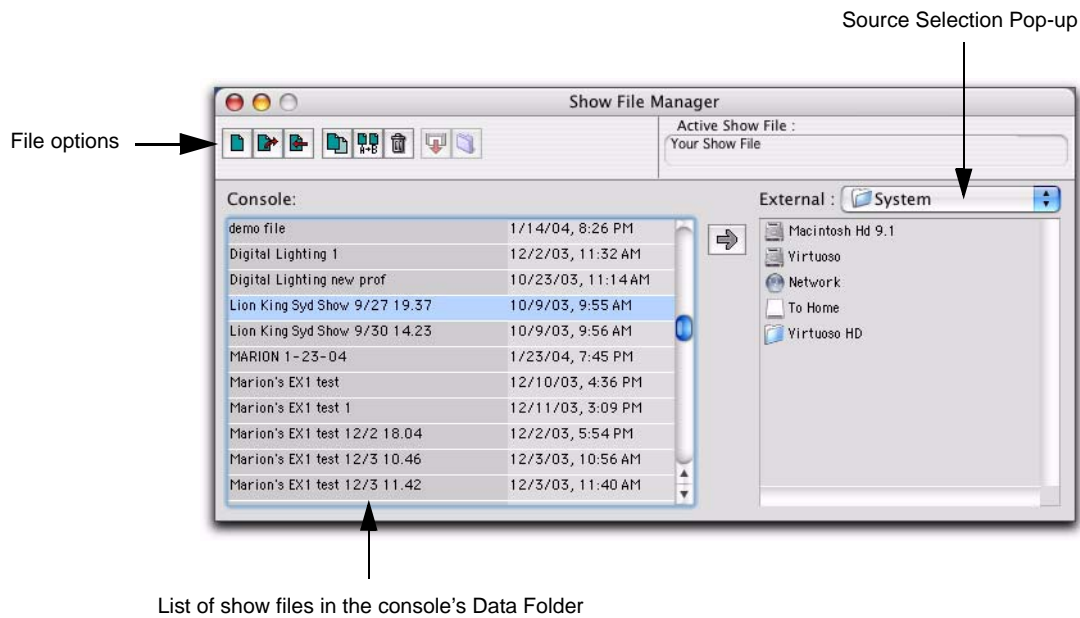 Source Selection Pop-up
File options
Show File Manager
Active Show File :
Your Show File
A+B
Console:
External : System
demo file 1/14/04, 8:26 PM
Digital Lighting 1 12/2/03, 11:32 AM
Digital Lighting new prof 10/23/03, 11:14 AM
Lion King Syd Show 9/27 19.37 10/9/03, 9:55 AM
Lion King Syd Show 9/30 14.23 10/9/03, 9:56 AM
MARION 1-23-04 1/23/04, 7:45 PM
Marion's EX1 test 12/10/03, 4:36 PM
Marion's EX1 test 1 12/11/03, 3:09 PM
Marion's EX1 test 12/2 18.04 12/2/03, 5:54 PM
Marion's EX1 test 12/3 10.46 12/3/03, 10:56 AM
Marion's EX1 test 12/3 11.42 12/3/03, 11:40 AM
Macintosh Hd 9.1
Virtuoso
Network
To Home
Virtuoso HD
List of show files in the console's Data Folder